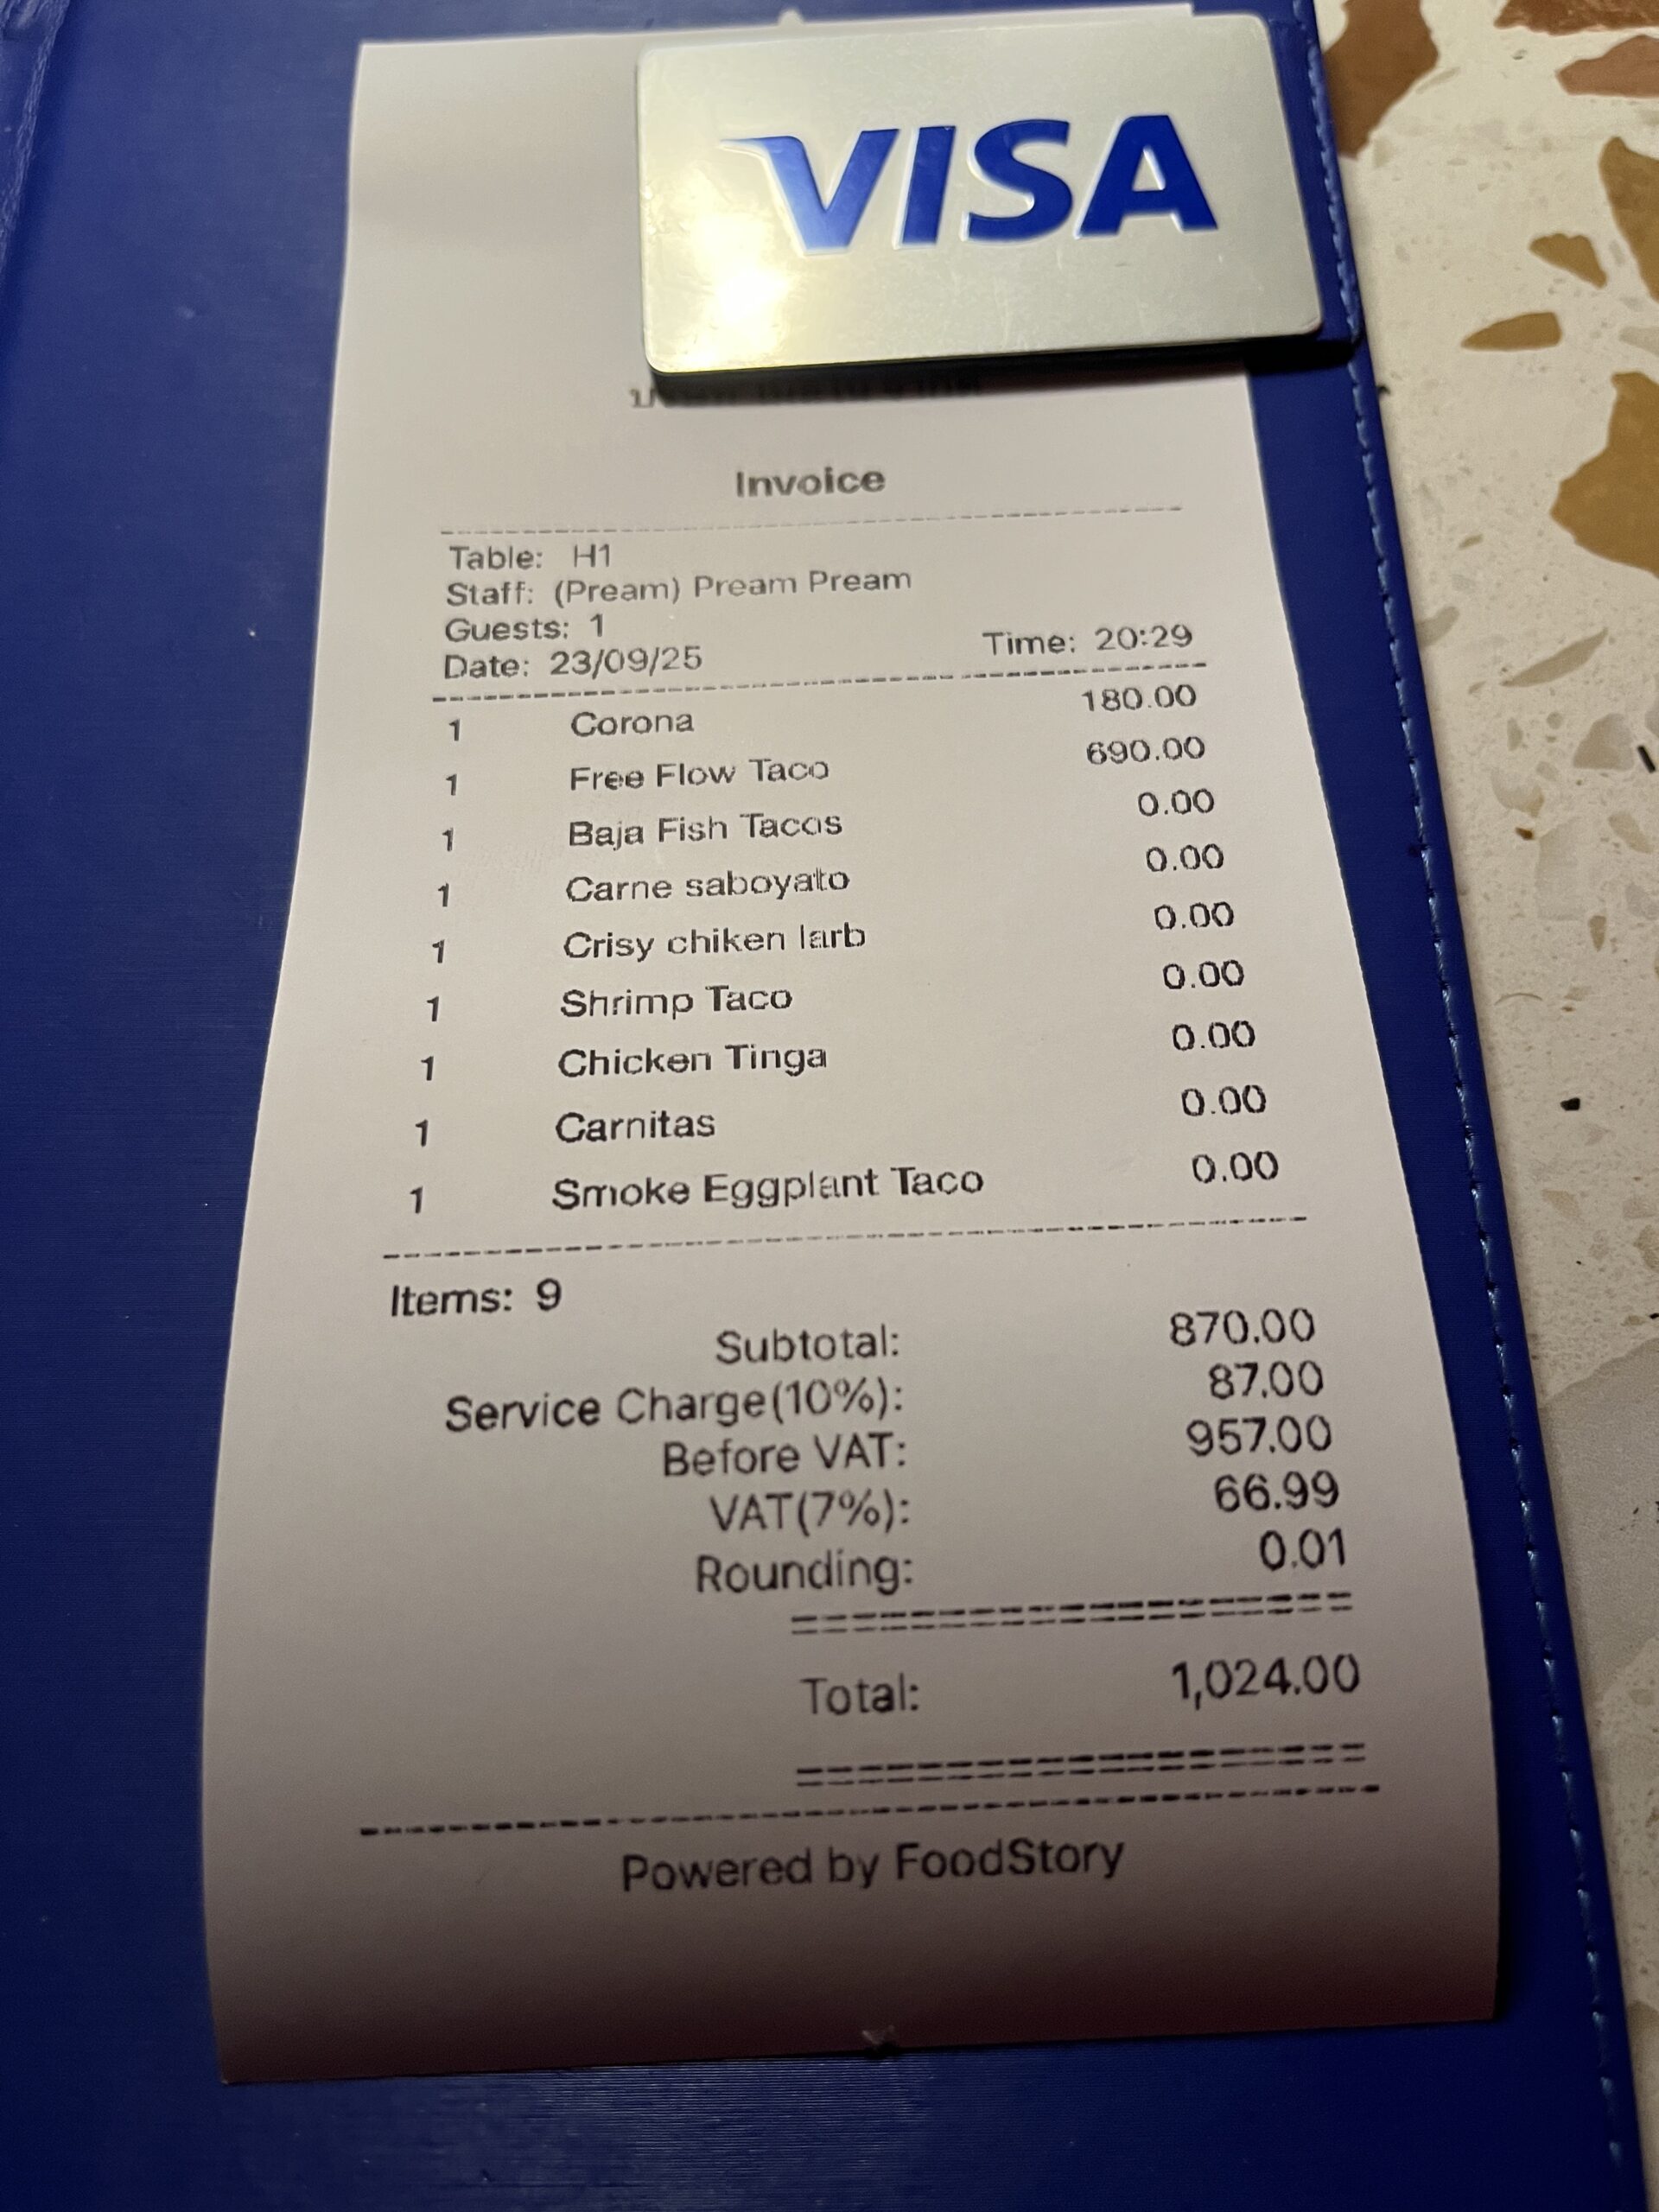 VISA
Invoice
Table: H1
Staff: (Pream) Pream Pream
Guests: 1
Date: 23/09/25 Time: 20:29
1 Corona 180.00
1 Free Flow Taco 690.00
1 Baja Fish Tacos 0.00
1 Carne saboyato 0.00
1 Crisy chiken larb 0.00
1 Shrimp Taco 0.00
1 Chicken Tinga 0.00
1 Carnitas 0.00
1 Smoke Eggplant Taco 0.00
Items: 9
Subtotal: 870.00
Service Charge(10%): 87.00
Before VAT: 957.00
VAT(7%): 66.99
Rounding: 0.01
Total: 1,024.00
Powered by FoodStory